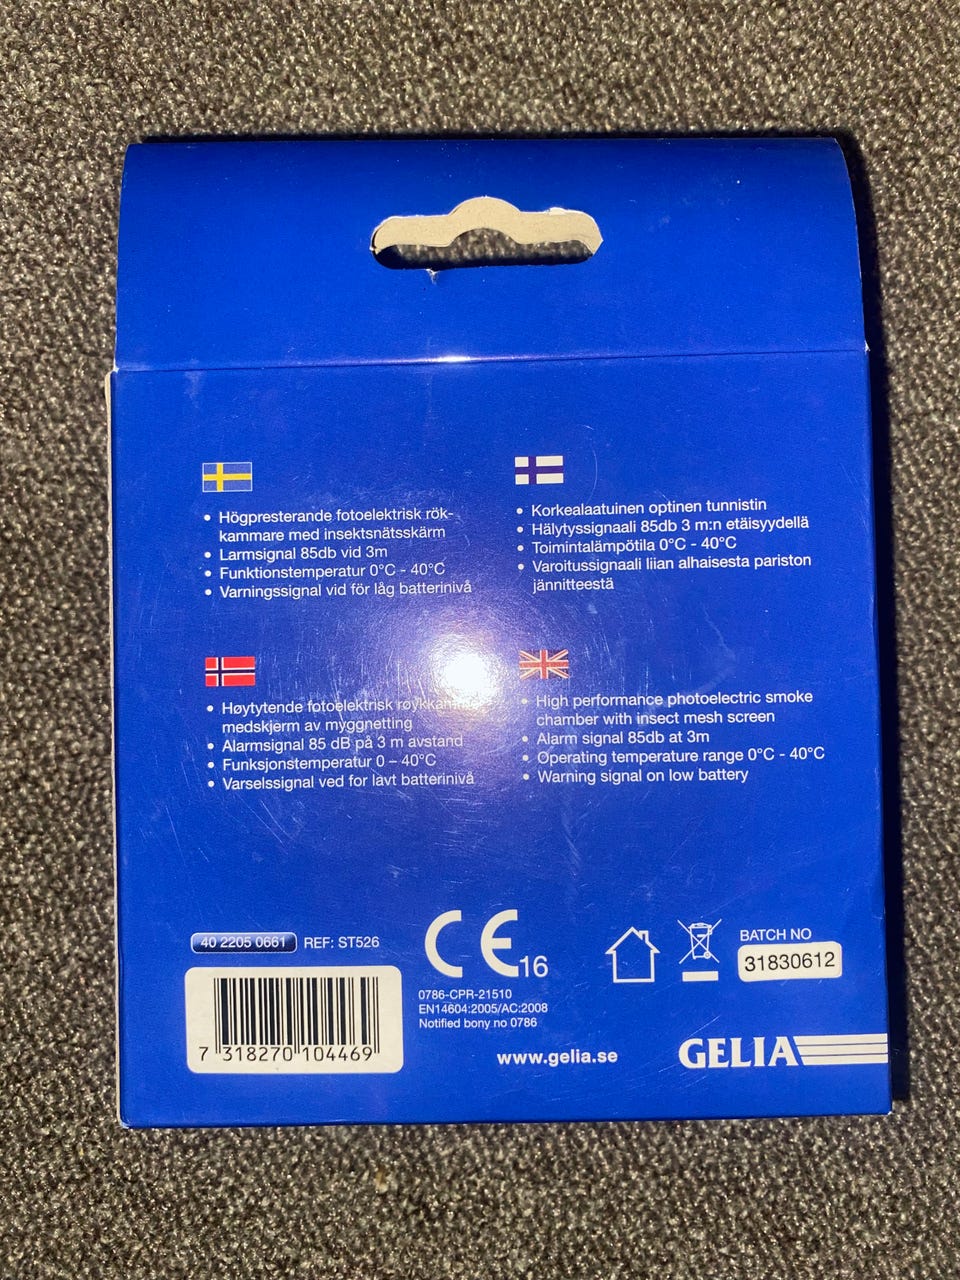 • Högpresterande fotoelektrisk rök-
kammare med insektsnätsskärm
• Larmsignal 85db vid 3m
• Funktionstemperatur 0°C - 40°C
• Varningssignal vid för låg batterinivå
• Korkealaatuinen optinen tunnistin
• Hälytyssignaali 85db 3 m:n etäisyydellä
• Toimintalämpötila 0°C - 40°C
• Varoitussignaali liian alhaisesta pariston
jännitteestä
• Høytytende fotoelektrisk røykkammer
medskjerm av myggnetting
• Alarmsignal 85 dB på 3 m avstand
• Funksjonstemperatur 0 – 40°C
• Varselssignal ved for lavt batterinivå
• High performance photoelectric smoke
chamber with insect mesh screen
• Alarm signal 85db at 3m
• Operating temperature range 0°C - 40°C
• Warning signal on low battery
40 2205 0661 REF: ST526
7 318270 104469
CE 16
0786-CPR-21510
EN14604:2005/AC:2008
Notified bony no 0786
BATCH NO
31830612
www.gelia.se
GELIA